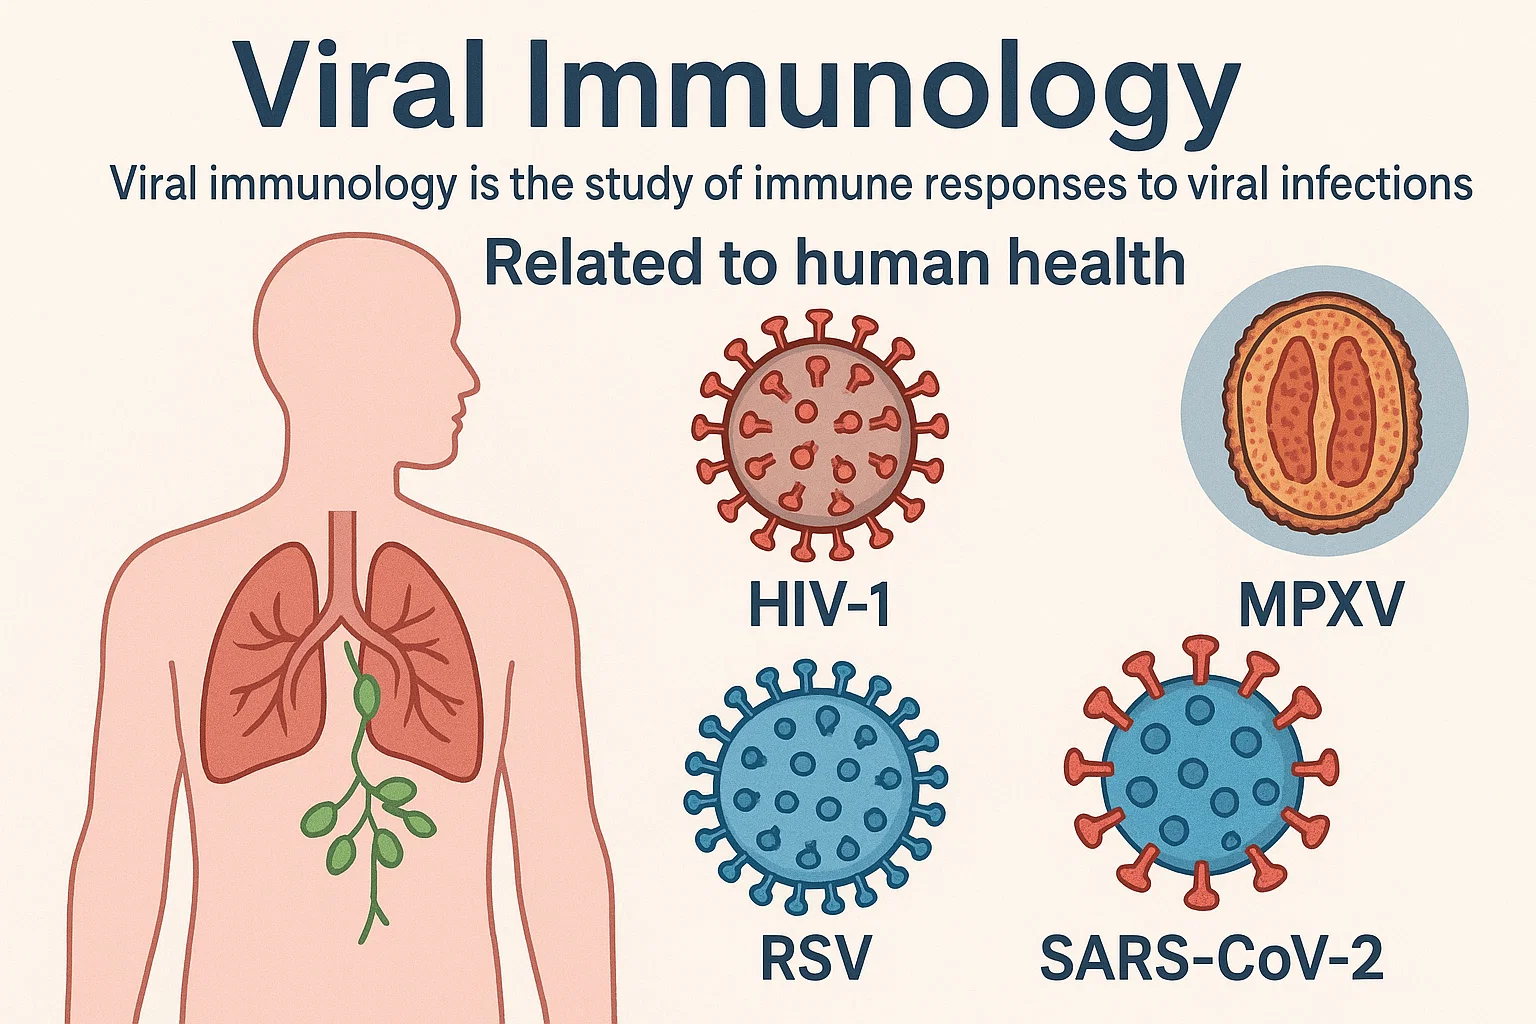 Viral Immunology
Viral immunology is the study of immune responses to viral infections
Related to human health
HIV-1
MPXV
RSV
SARS-CoV-2